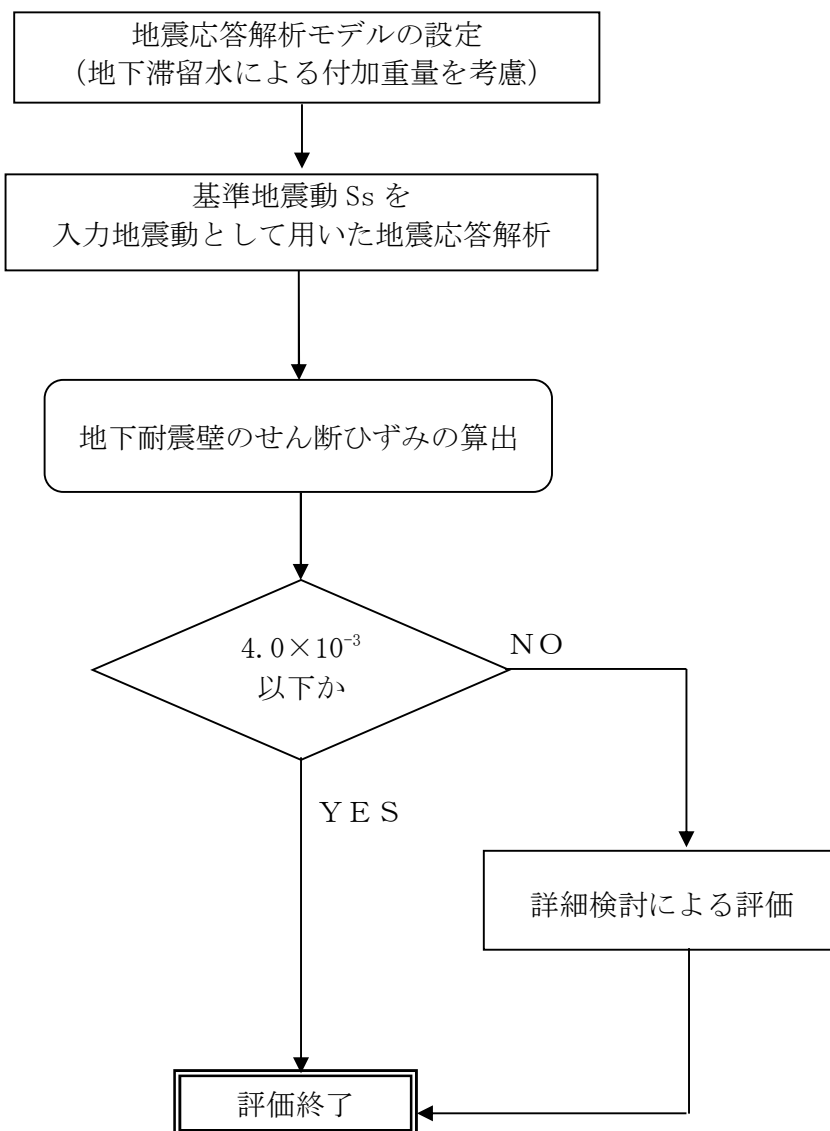 地震応答解析モデルの設定
(地下滞留水による付加重量を考慮)
基準地震動 Ss を
入力地震動として用いた地震応答解析
地下耐震壁のせん断ひずみの算出
4.0×10⁻³
以下か
NO
YES
詳細検討による評価
評価終了